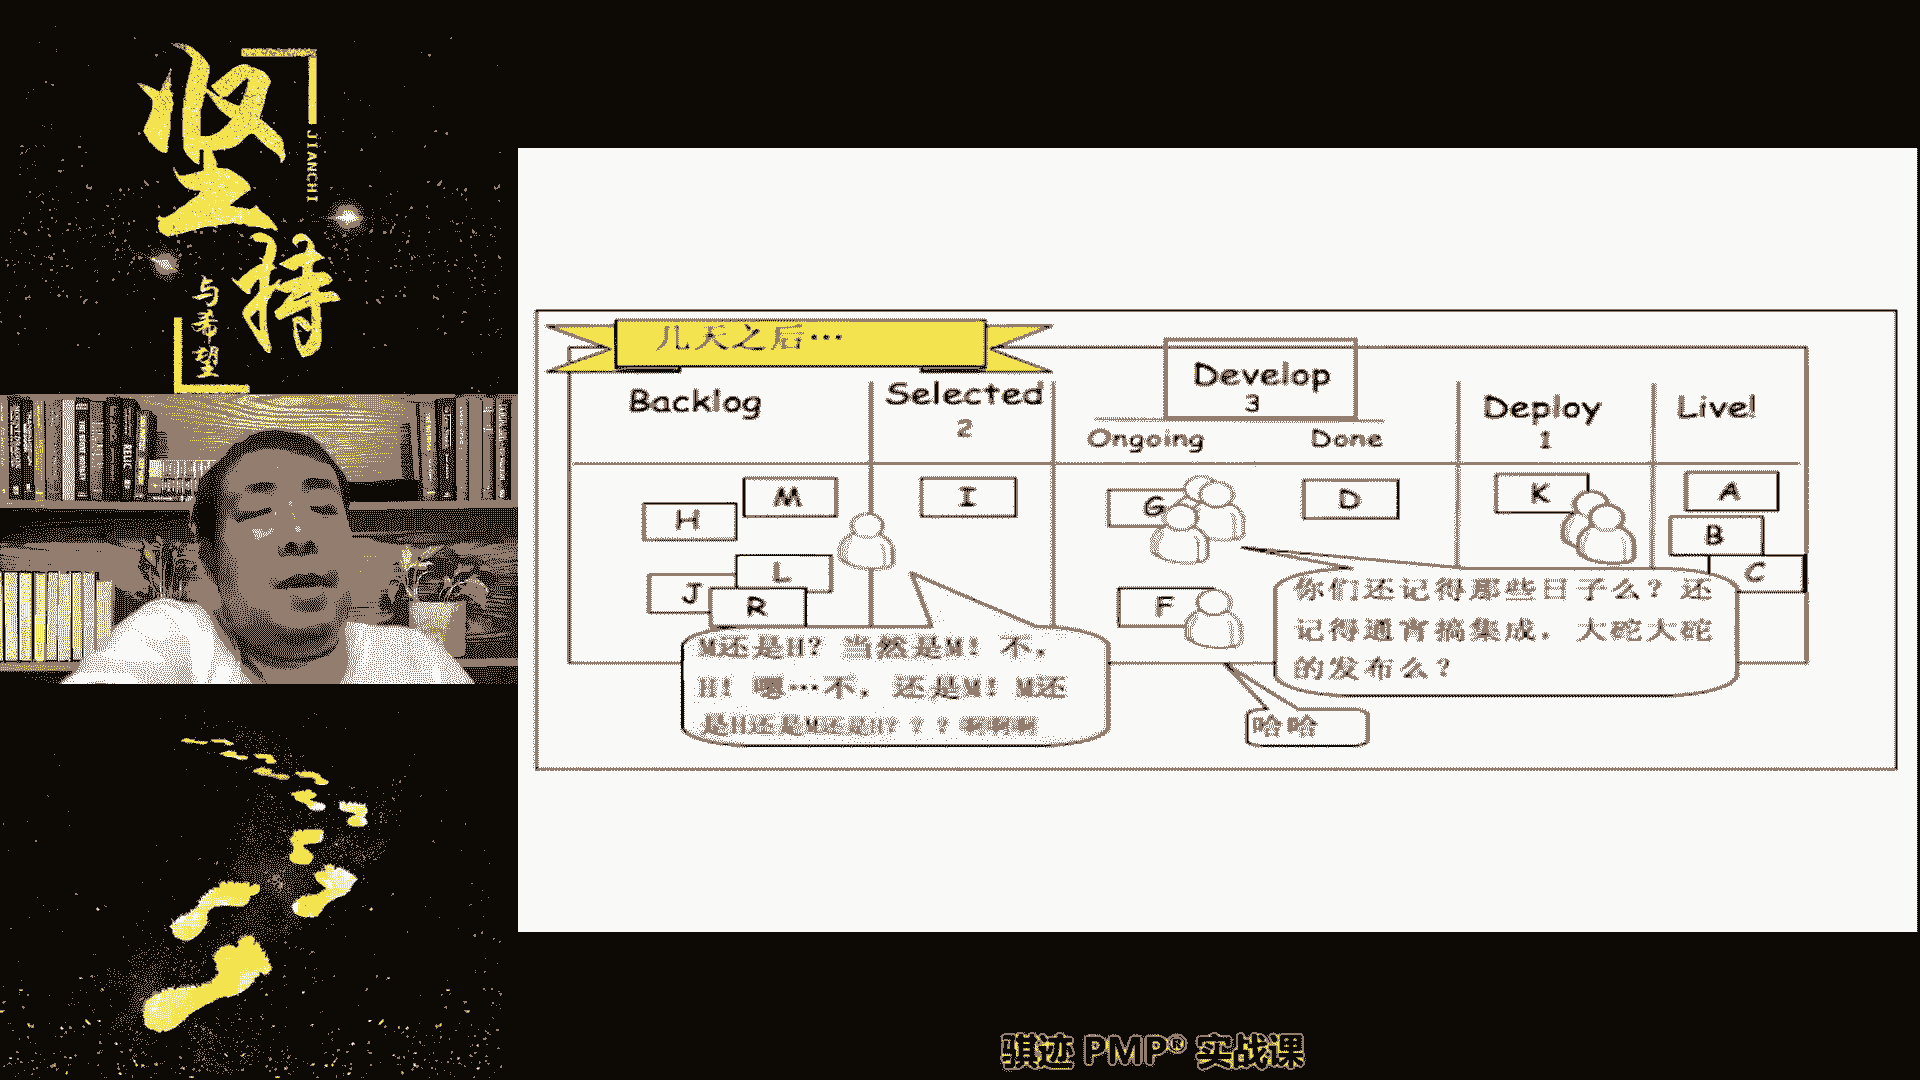 坚
持
JIANCHI
与希望
几天之后…
Backlog
Selected
2
Develop
3
Ongoing
Done
Deploy
1
Live!
H
M
J
L
R
I
G
F
D
K
A
B
C
M还是H？当然是M！不，
H！嗯…不，还是M！M还
是H还是M还是H？？？啊啊啊
你们还记得那些日子么？还
记得通宵搞集成，大砣大砣
的发布么？
哈哈
骐迹 PMP® 实战课